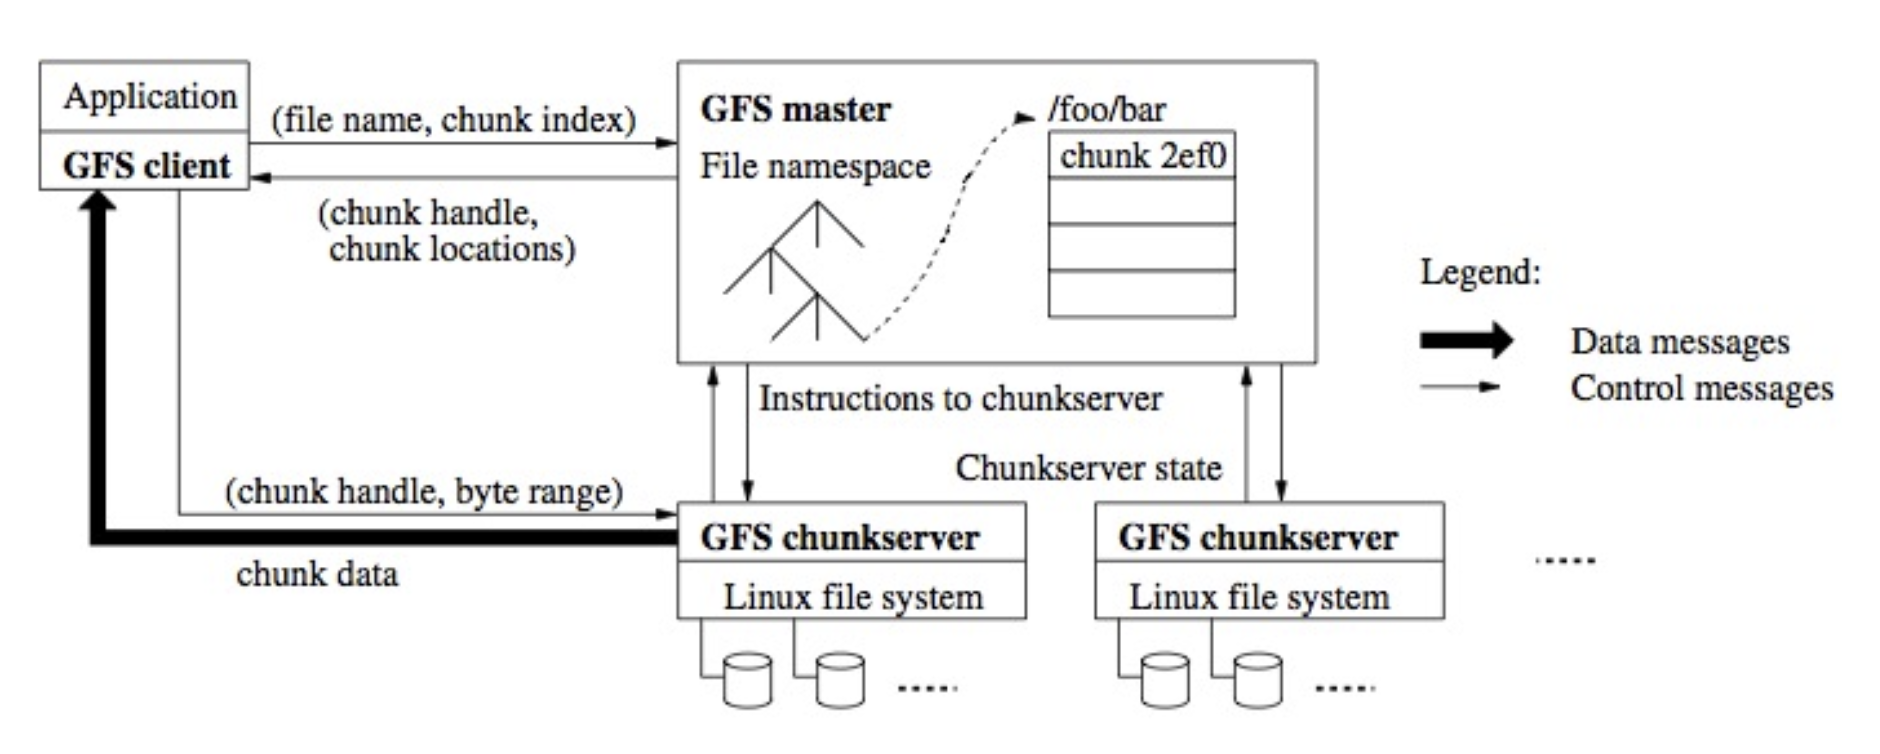 Application
GFS client
(file name, chunk index)
(chunk handle,
chunk locations)
GFS master
File namespace
/foo/bar
chunk 2ef0
Legend:
Data messages
Control messages
Instructions to chunkserver
Chunkserver state
(chunk handle, byte range)
chunk data
GFS chunkserver
Linux file system
GFS chunkserver
Linux file system